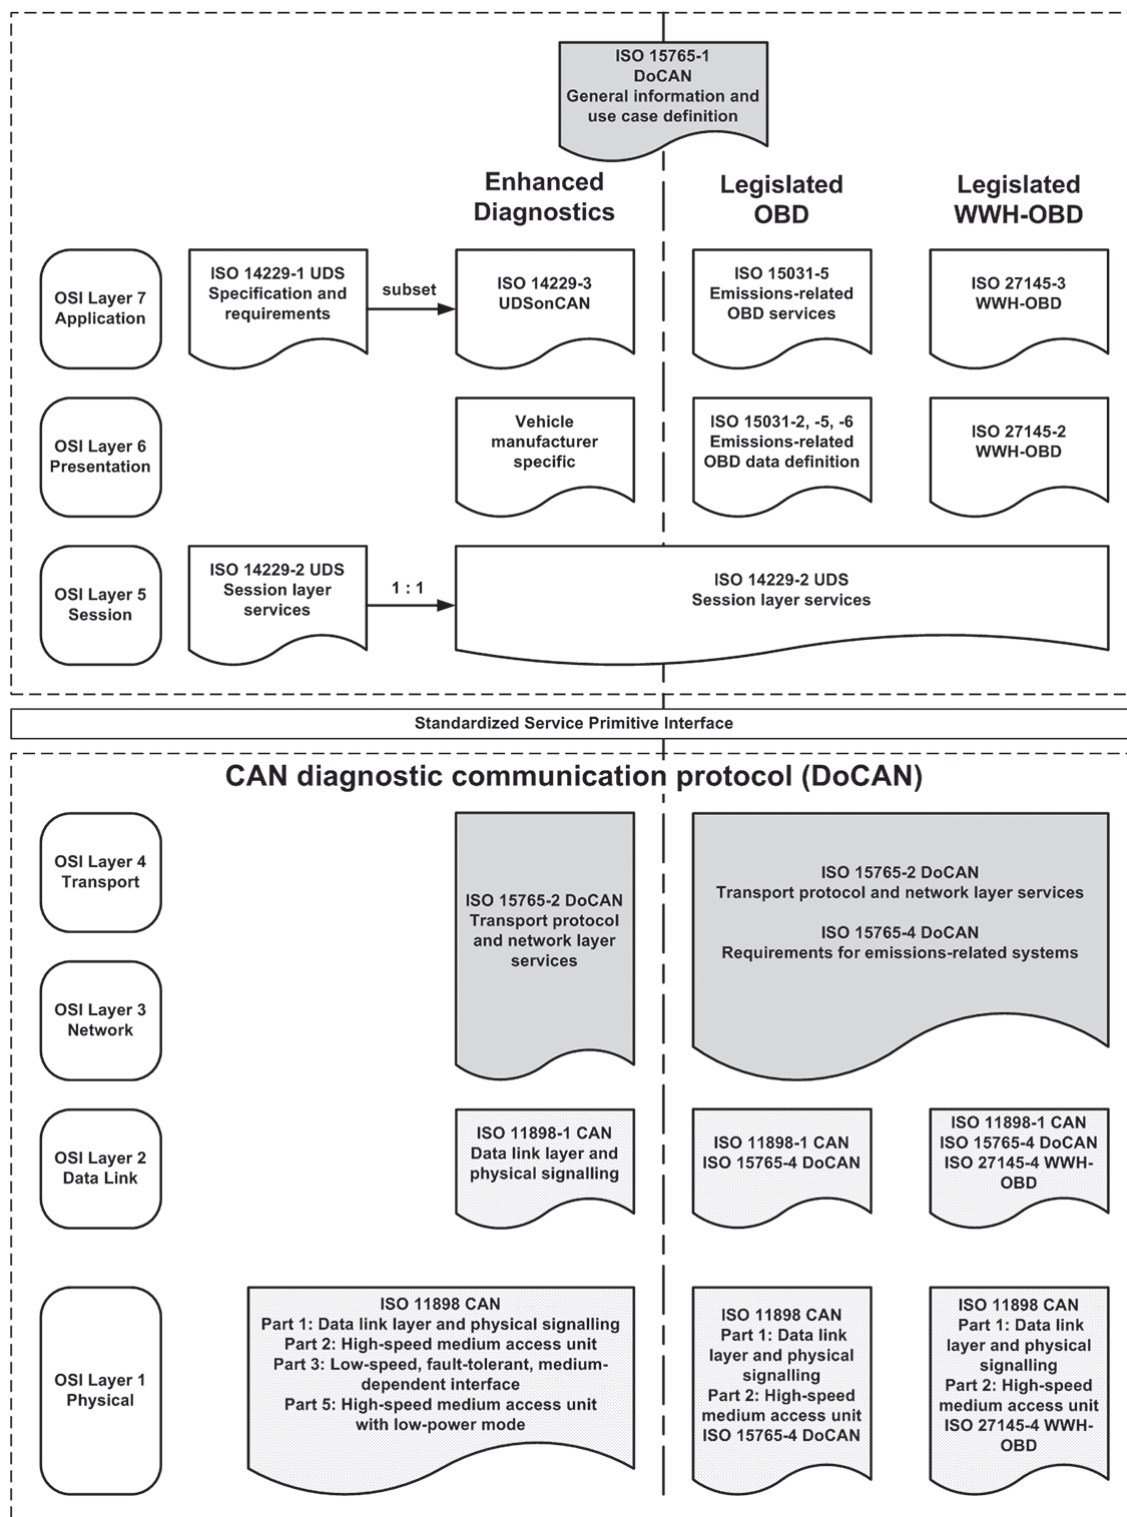 ISO 15765-1
DoCAN
General information and
use case definition
Enhanced
Diagnostics
Legislated
OBD
Legislated
WWH-OBD
OSI Layer 7
Application
ISO 14229-1 UDS
Specification and
requirements
subset
ISO 14229-3
UDSonCAN
ISO 15031-5
Emissions-related
OBD services
ISO 27145-3
WWH-OBD
OSI Layer 6
Presentation
Vehicle
manufacturer
specific
ISO 15031-2, -5, -6
Emissions-related
OBD data definition
ISO 27145-2
WWH-OBD
OSI Layer 5
Session
ISO 14229-2 UDS
Session layer
services
1 : 1
ISO 14229-2 UDS
Session layer services
Standardized Service Primitive Interface
CAN diagnostic communication protocol (DoCAN)
OSI Layer 4
Transport
ISO 15765-2 DoCAN
Transport protocol
and network layer
services
ISO 15765-2 DoCAN
Transport protocol and network layer services
ISO 15765-4 DoCAN
Requirements for emissions-related systems
OSI Layer 3
Network
OSI Layer 2
Data Link
ISO 11898-1 CAN
Data link layer and
physical signalling
ISO 11898-1 CAN
ISO 15765-4 DoCAN
ISO 11898-1 CAN
ISO 15765-4 DoCAN
ISO 27145-4 WWH-
OBD
OSI Layer 1
Physical
ISO 11898 CAN
Part 1: Data link layer and physical signalling
Part 2: High-speed medium access unit
Part 3: Low-speed, fault-tolerant, medium-
dependent interface
Part 5: High-speed medium access unit
with low-power mode
ISO 11898 CAN
Part 1: Data link
layer and physical
signalling
Part 2: High-speed
medium access unit
ISO 15765-4 DoCAN
ISO 11898 CAN
Part 1: Data link
layer and physical
signalling
Part 2: High-speed
medium access unit
ISO 27145-4 WWH-
OBD